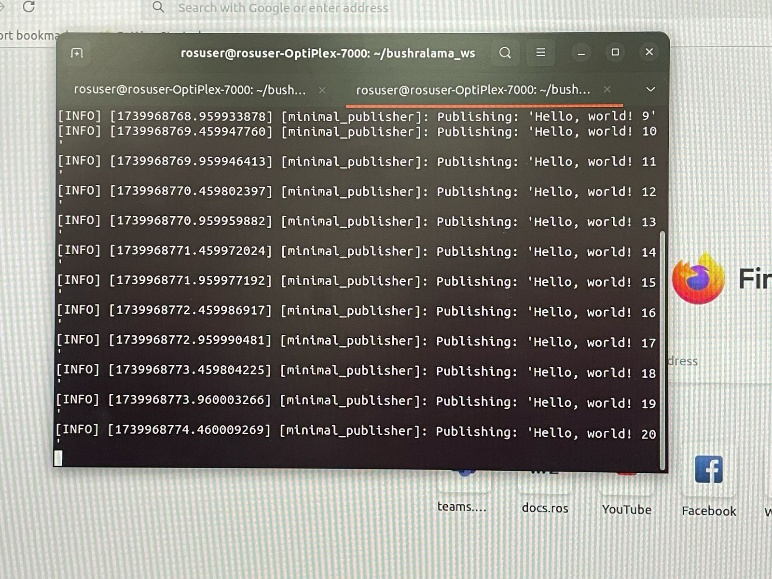 Search with Google or enter address
ort bookma
rosuser@rosuser-OptiPlex-7000: ~/bushralama_ws
rosuser@rosuser-OptiPlex-7000: ~/bush...
rosuser@rosuser-OptiPlex-7000: ~/bush...
[INFO] [1739968768.959933878] [minimal_publisher]: Publishing: 'Hello, world! 9'
[INFO] [1739968769.459947760] [minimal_publisher]: Publishing: 'Hello, world! 10
'
[INFO] [1739968769.959946413] [minimal_publisher]: Publishing: 'Hello, world! 11
'
[INFO] [1739968770.459802397] [minimal_publisher]: Publishing: 'Hello, world! 12
'
[INFO] [1739968770.959959882] [minimal_publisher]: Publishing: 'Hello, world! 13
'
[INFO] [1739968771.459972024] [minimal_publisher]: Publishing: 'Hello, world! 14
'
[INFO] [1739968771.959977192] [minimal_publisher]: Publishing: 'Hello, world! 15
'
[INFO] [1739968772.459986917] [minimal_publisher]: Publishing: 'Hello, world! 16
'
[INFO] [1739968772.959990481] [minimal_publisher]: Publishing: 'Hello, world! 17
'
[INFO] [1739968773.459804225] [minimal_publisher]: Publishing: 'Hello, world! 18
'
[INFO] [1739968773.960003266] [minimal_publisher]: Publishing: 'Hello, world! 19
'
[INFO] [1739968774.460009269] [minimal_publisher]: Publishing: 'Hello, world! 20
'
Fir
dress
teams....
docs.ros
YouTube
Facebook
W